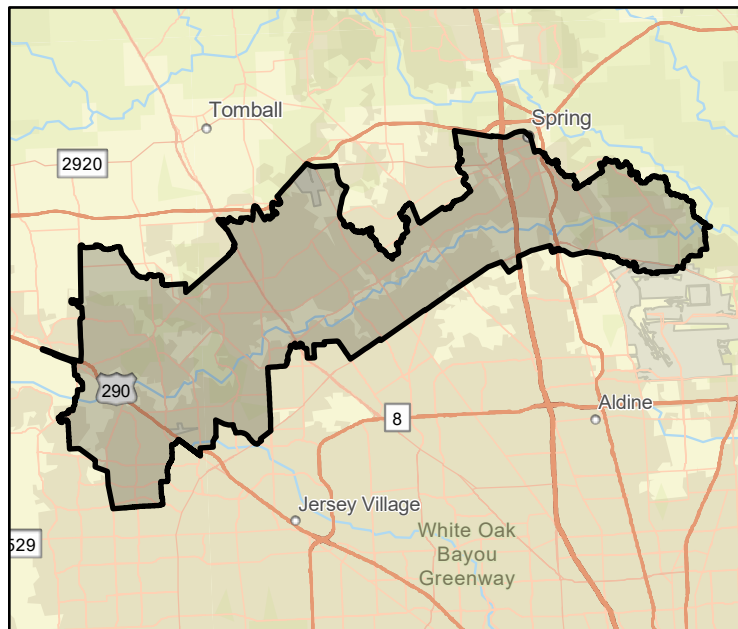 Tomball
Spring
2920
290
8
Aldine
Jersey Village
529
White Oak
Bayou
Greenway